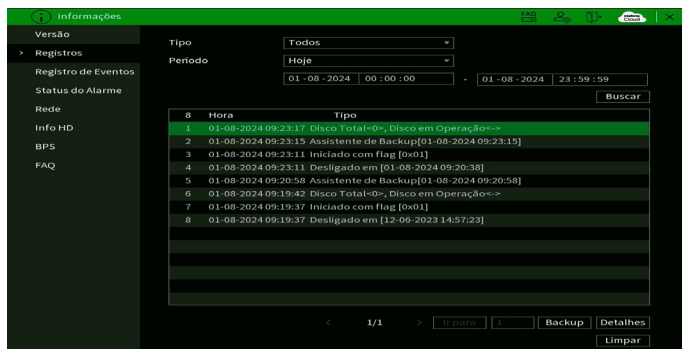 Informações FAQ Intelbras Cloud
Versão
> Registros
Registro de Eventos
Status do Alarme
Rede
Info HD
BPS
FAQ
Tipo Todos
Periodo Hoje
01-08-2024 00:00:00 - 01-08-2024 23:59:59
Buscar
8 Hora Tipo
1 01-08-2024 09:23:17 Disco Total<0>, Disco em Operação<->
2 01-08-2024 09:23:15 Assistente de Backup[01-08-2024 09:23:15]
3 01-08-2024 09:23:11 Iniciado com flag [0x01]
4 01-08-2024 09:23:11 Desligado em [01-08-2024 09:20:38]
5 01-08-2024 09:20:58 Assistente de Backup[01-08-2024 09:20:58]
6 01-08-2024 09:19:42 Disco Total<0>, Disco em Operação<->
7 01-08-2024 09:19:37 Iniciado com flag [0x01]
8 01-08-2024 09:19:37 Desligado em [12-06-2023 14:57:23]
< 1/1 > Ir para 1 Backup Detalhes
Limpar